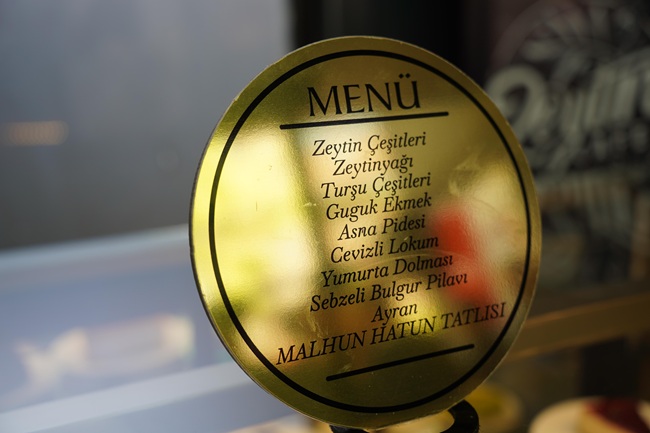 MENÜ
Zeytin Çeşitleri
Zeytinyağı
Turşu Çeşitleri
Guguk Ekmek
Asna Pidesi
Cevizli Lokum
Yumurta Dolması
Sebzeli Bulgur Pilavı
Ayran
MALHUN HATUN TATLISI